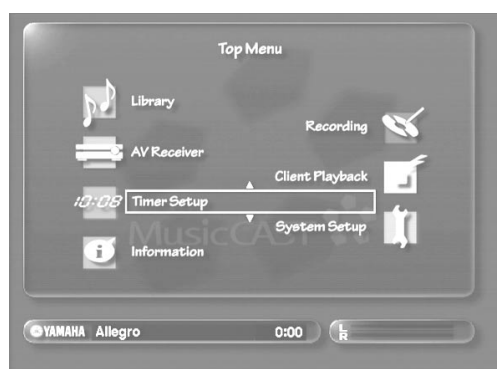 Top Menu
Library
Recording
AV Receiver
Client Playback
10:08 Timer Setup
System Setup
MusicCAST
i Information
YAMAHA Allegro 0:00 L
R